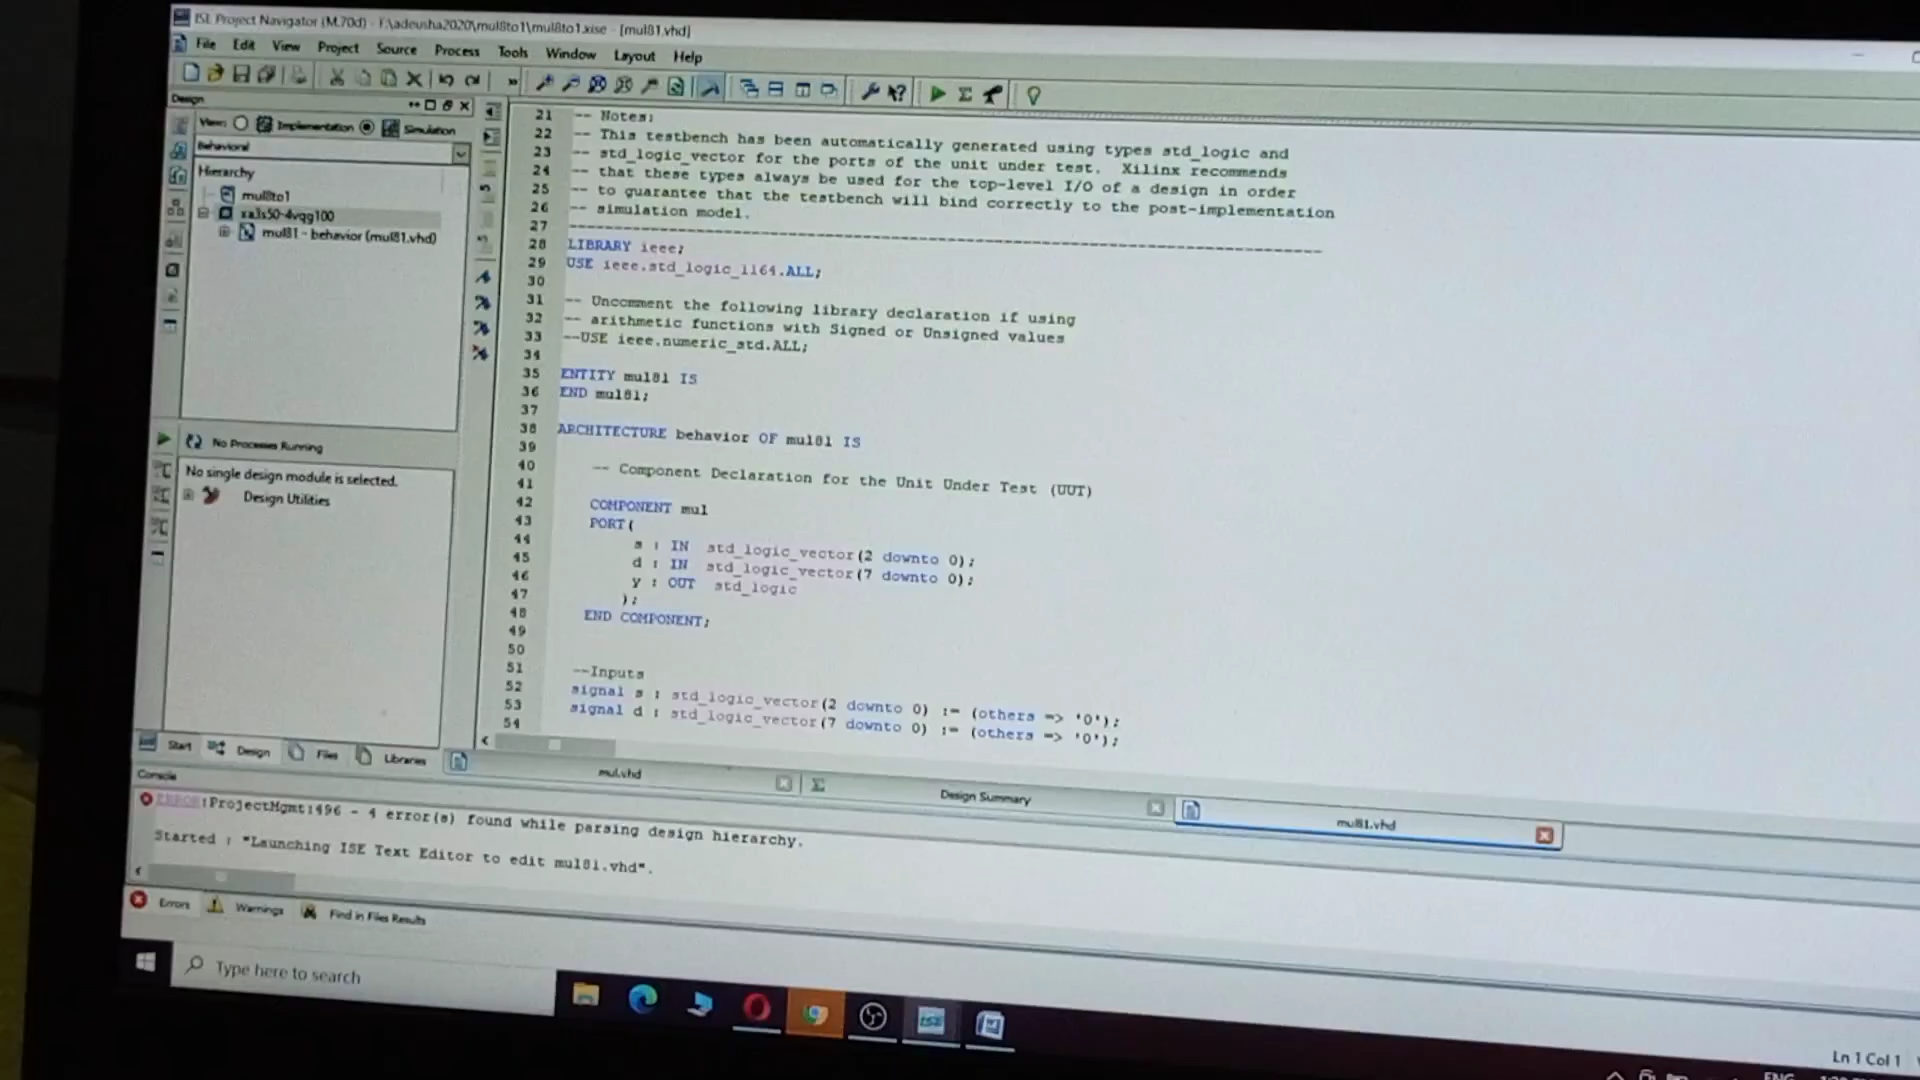 ISE Project Navigator (M.70d) - F:\adeusha2020\mul8to1\mul8to1.xise - [mul81.vhd]
File Edit View Project Source Process Tools Window Layout Help
Design
View: Implementation Simulation
Behavioral
Hierarchy
mul8to1
xa3s50-4vqg100
mul81 - behavior (mul81.vhd)
No Processes Running
No single design module is selected.
Design Utilities
Start Design Files Libraries
21 -- Notes:
22 -- This testbench has been automatically generated using types std_logic and
23 -- std_logic_vector for the ports of the unit under test. Xilinx recommends
24 -- that these types always be used for the top-level I/O of a design in order
25 -- to guarantee that the testbench will bind correctly to the post-implementation
26 -- simulation model.
27 --------------------------------------------------------------------------------
28 LIBRARY ieee;
29 USE ieee.std_logic_1164.ALL;
30
31 -- Uncomment the following library declaration if using
32 -- arithmetic functions with Signed or Unsigned values
33 --USE ieee.numeric_std.ALL;
34
35 ENTITY mul81 IS
36 END mul81;
37
38 ARCHITECTURE behavior OF mul81 IS
39
40 -- Component Declaration for the Unit Under Test (UUT)
41
42 COMPONENT mul
43 PORT(
44 s : IN std_logic_vector(2 downto 0);
45 d : IN std_logic_vector(7 downto 0);
46 y : OUT std_logic
47 );
48 END COMPONENT;
49
50
51 --Inputs
52 signal s : std_logic_vector(2 downto 0) := (others => '0');
53 signal d : std_logic_vector(7 downto 0) := (others => '0');
54
mul.vhd Design Summary mul81.vhd
Console
ERROR:ProjectMgmt:496 - 4 error(s) found while parsing design hierarchy.
Started : "Launching ISE Text Editor to edit mul81.vhd".
Errors Warnings Find in Files Results
Ln 1 Col 1
Type here to search
ISE
ENG